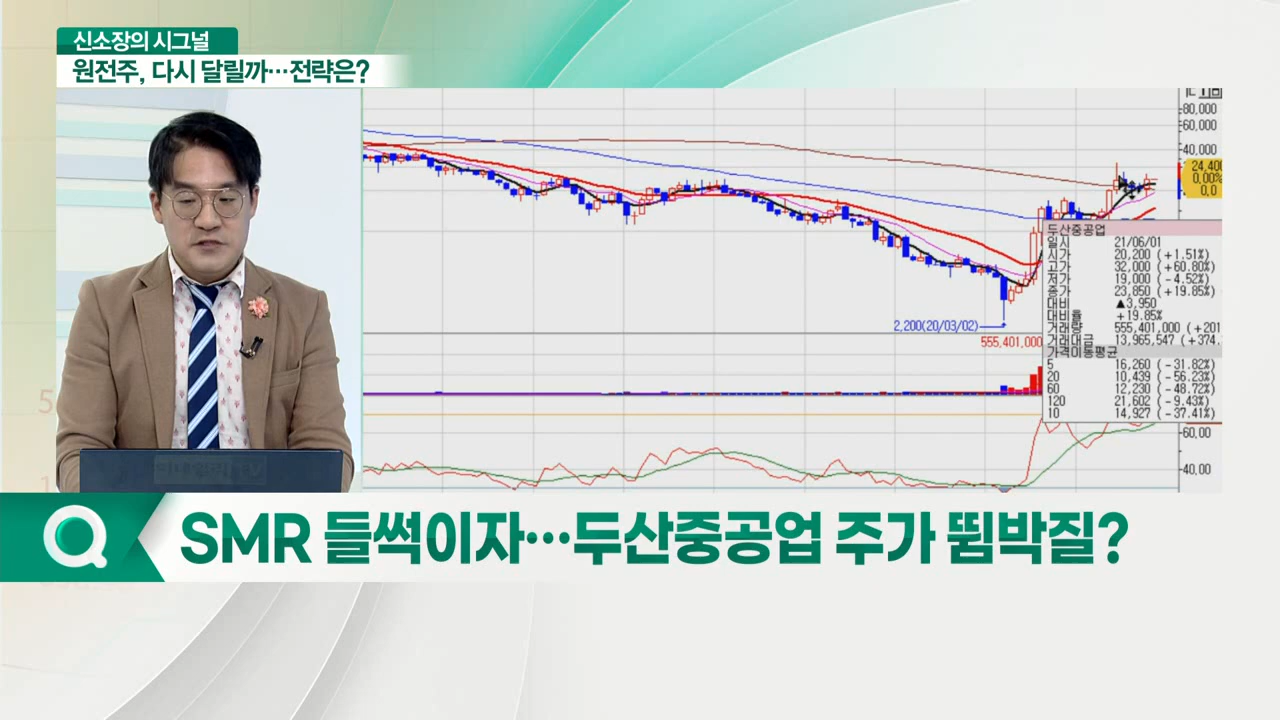 신소장의 시그널
원전주, 다시 달릴까…전략은?
80,000
60,000
40,000
24,400
0.00%
0.0
두산중공업
일시 21/06/01
시가 20,200 (+1.51%)
고가 32,000 (+60.80%)
저가 19,000 (-4.52%)
종가 23,850 (+19.85%)
대비 ▲3,950
대비율 +19.85%
거래량 555,401,000 (+201
거래대금 13,965,547 (+374.
가격이동평균
5 16,260 (-31.82%)
20 10,439 (-56.23%)
60 12,230 (-48.72%)
120 21,602 (-9.43%)
10 14,927 (-37.41%)
2,200(20/03/02)
555,401,000
60,00
40,00
SMR 들썩이자…두산중공업 주가 뜀박질?